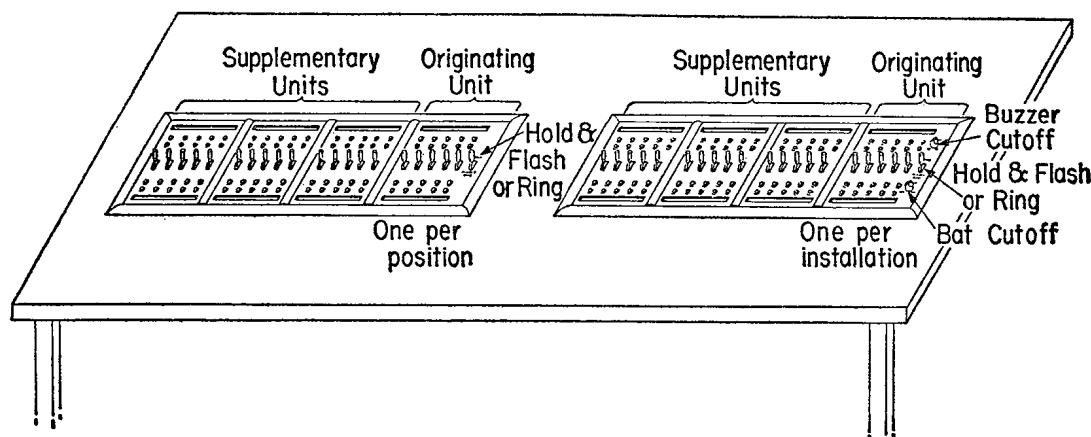 Supplementary
Units
Originating
Unit
Hold &
Flash
or Ring
One per
position
Supplementary
Units
Originating
Unit
Buzzer
Cutoff
Hold & Flash
or Ring
Bat Cutoff
One per
installation